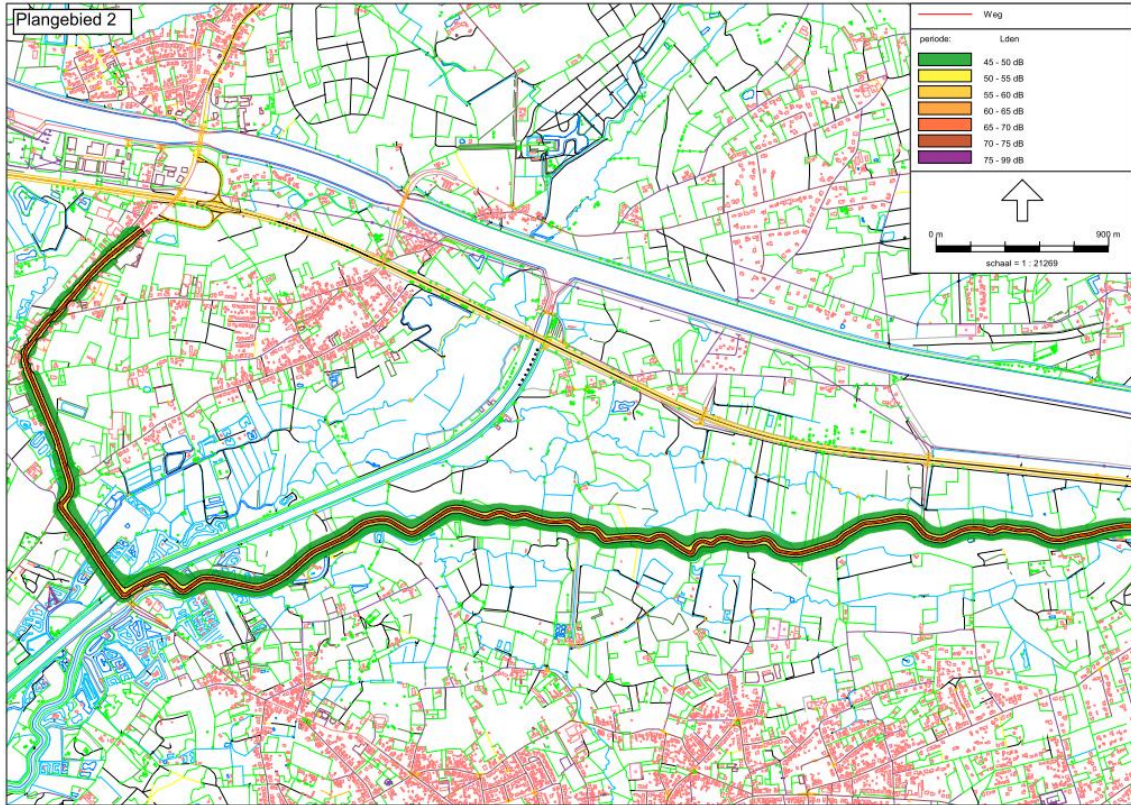 Plangebied 2
Weg
periode: Lden
45 - 50 dB
50 - 55 dB
55 - 60 dB
60 - 65 dB
65 - 70 dB
70 - 75 dB
75 - 99 dB
0 m 900 m
schaal = 1 : 21269